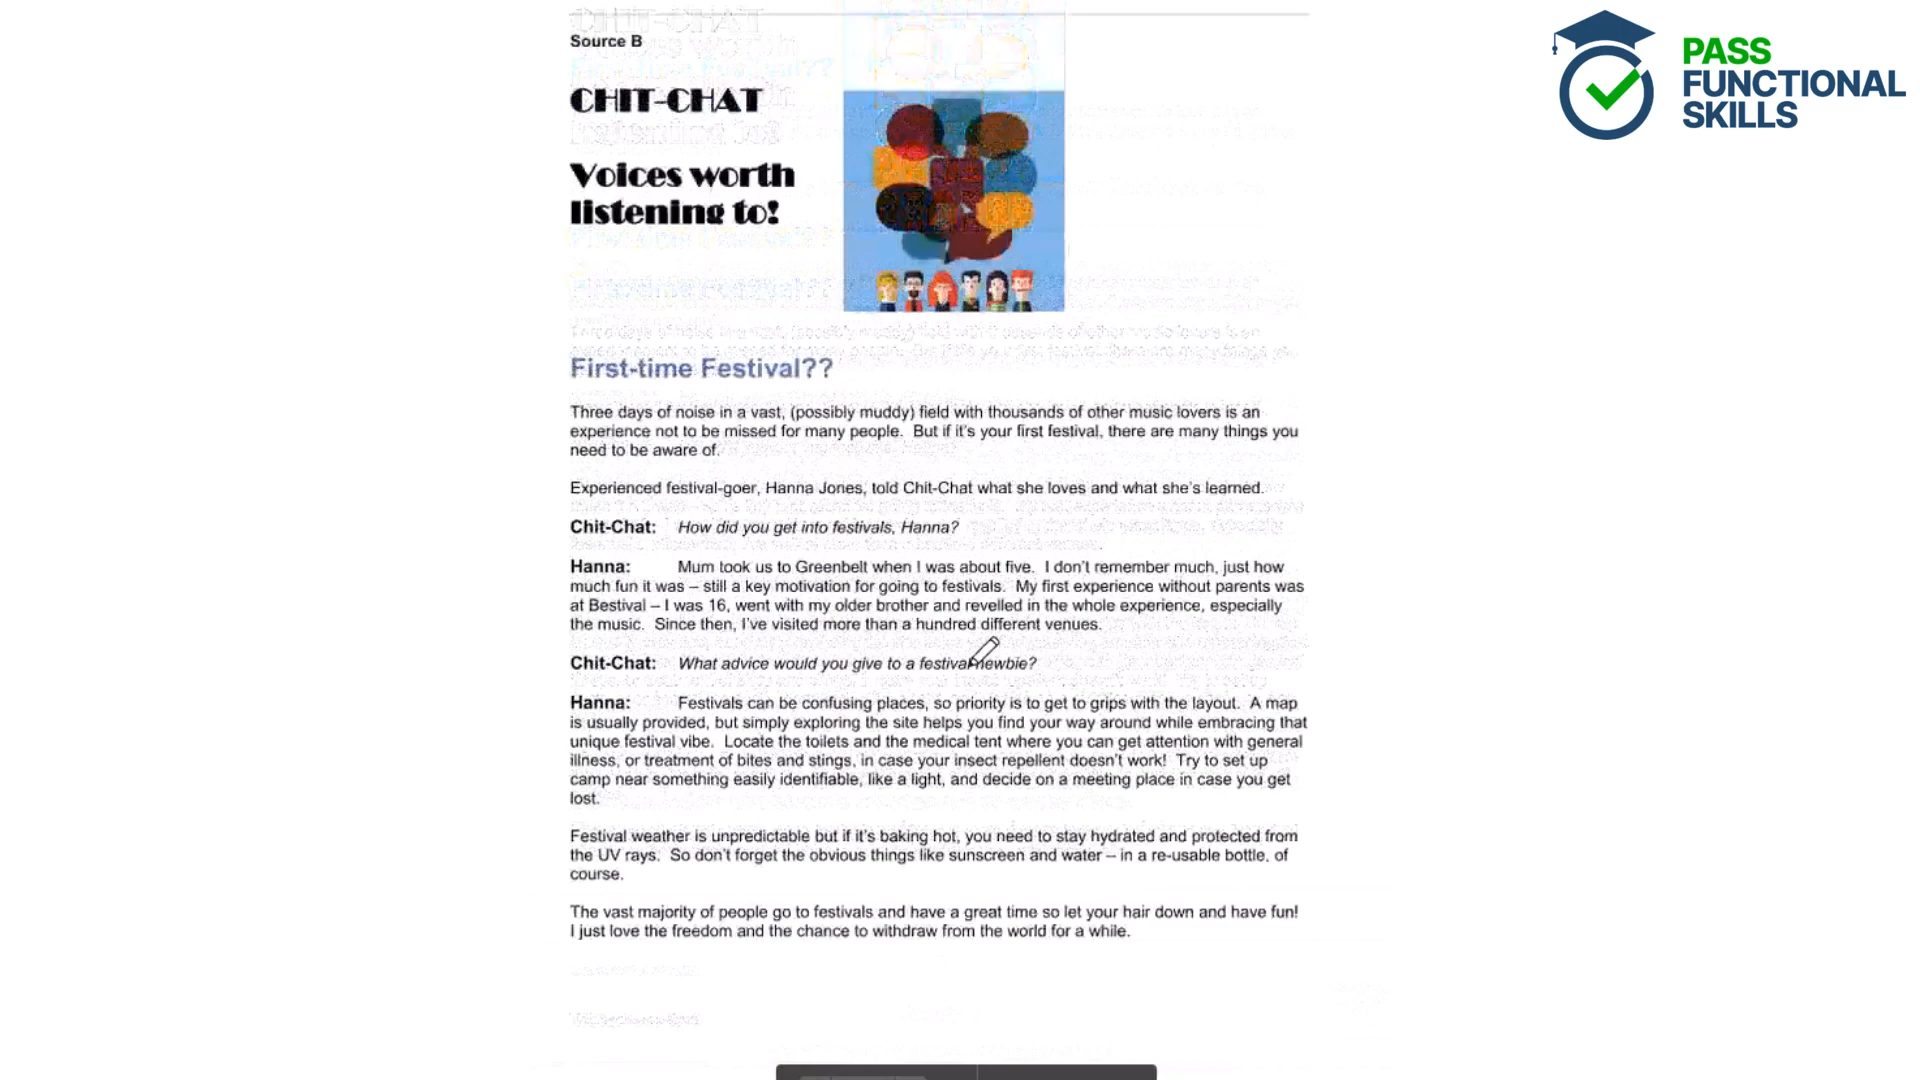 Source B
CHIT-CHAT
Voices worth
listening to!
First-time Festival??
Three days of noise in a vast, (possibly muddy) field with thousands of other music lovers is an
experience not to be missed for many people. But if it's your first festival, there are many things you
need to be aware of.
Experienced festival-goer, Hanna Jones, told Chit-Chat what she loves and what she's learned.
Chit-Chat: How did you get into festivals, Hanna?
Hanna: Mum took us to Greenbelt when I was about five. I don't remember much, just how
much fun it was – still a key motivation for going to festivals. My first experience without parents was
at Bestival – I was 16, went with my older brother and revelled in the whole experience, especially
the music. Since then, I've visited more than a hundred different venues.
Chit-Chat: What advice would you give to a festival newbie?
Hanna: Festivals can be confusing places, so priority is to get to grips with the layout. A map
is usually provided, but simply exploring the site helps you find your way around while embracing that
unique festival vibe. Locate the toilets and the medical tent where you can get attention with general
illness, or treatment of bites and stings, in case your insect repellent doesn't work! Try to set up
camp near something easily identifiable, like a light, and decide on a meeting place in case you get
lost.
Festival weather is unpredictable but if it's baking hot, you need to stay hydrated and protected from
the UV rays. So don't forget the obvious things like sunscreen and water – in a re-usable bottle, of
course.
The vast majority of people go to festivals and have a great time so let your hair down and have fun!
I just love the freedom and the chance to withdraw from the world for a while.
PASS
FUNCTIONAL
SKILLS